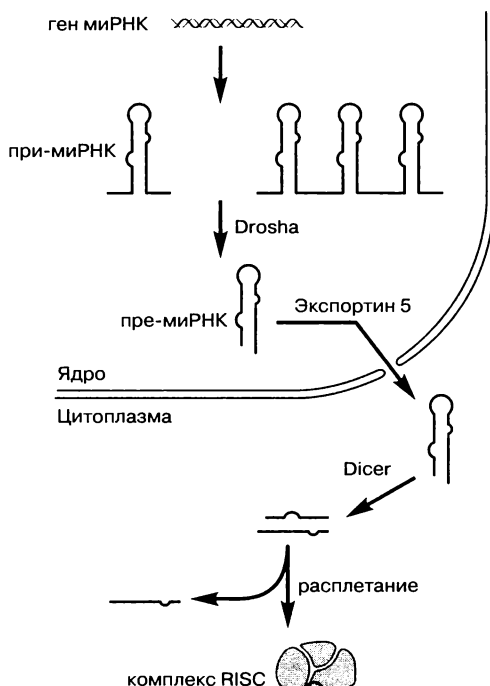 ген миРНК
при-миРНК
Drosha
Экспортин 5
пре-миРНК
Ядро
Цитоплазма
Dicer
расплетание
комплекс RISC